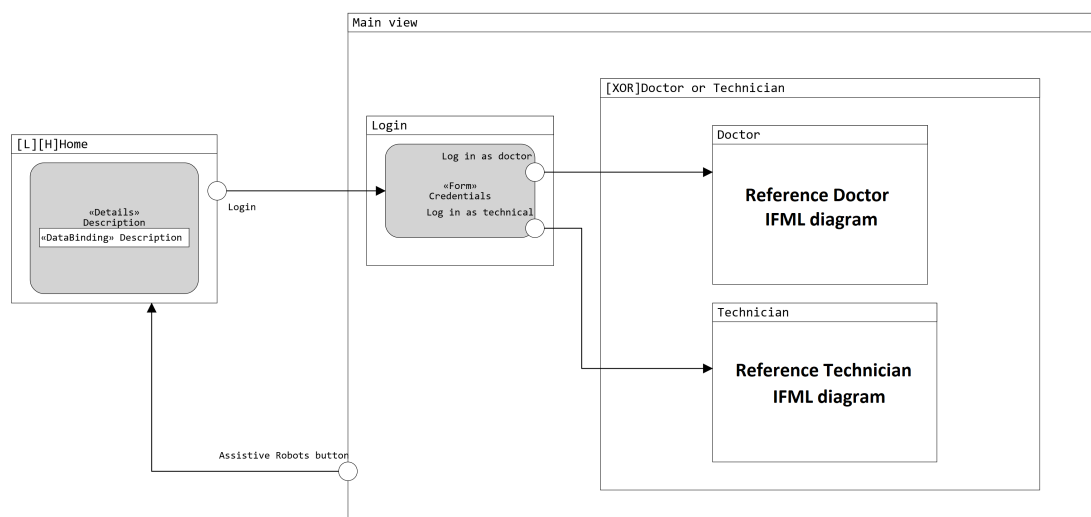 Main view
[XOR]Doctor or Technician
Login
Doctor
[L][H]Home
Log in as doctor
«Form»
Credentials
Log in as technical
Reference Doctor
IFML diagram
Login
«Details»
Description
«DataBinding» Description
Technician
Reference Technician
IFML diagram
Assistive Robots button